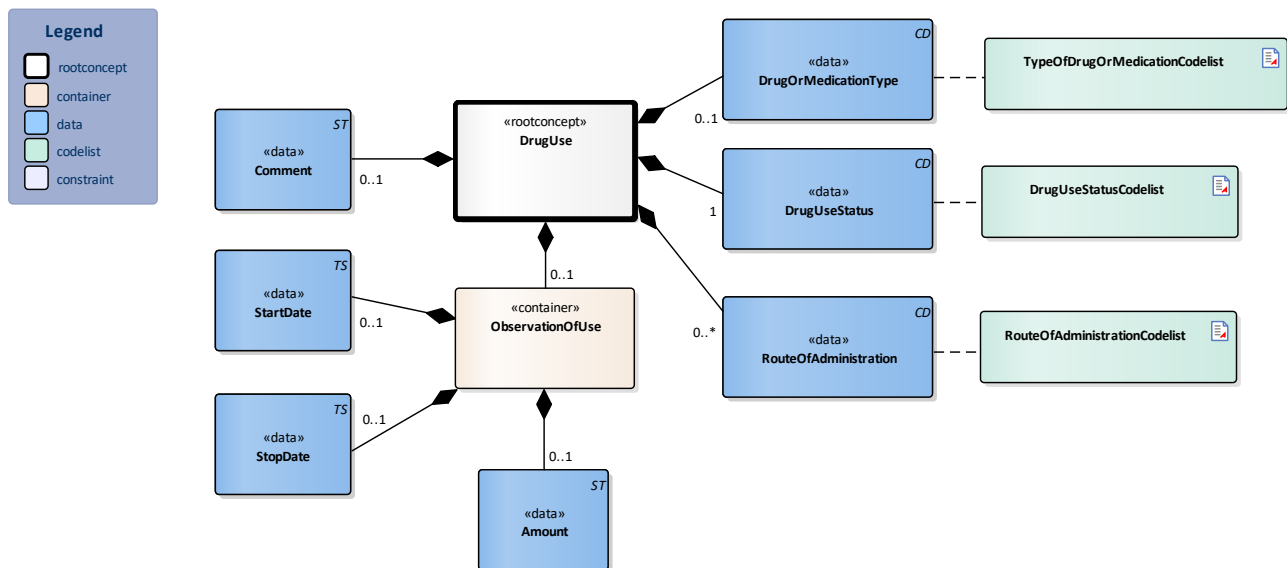 Legend
rootconcept
container
data
codelist
constraint
ST
«data»
Comment
0..1
«rootconcept»
DrugUse
CD
«data»
DrugOrMedicationType
0..1
TypeOfDrugOrMedicationCodelist
CD
«data»
DrugUseStatus
1
DrugUseStatusCodelist
TS
«data»
StartDate
0..1
0..1
«container»
ObservationOfUse
CD
«data»
RouteOfAdministration
0..*
RouteOfAdministrationCodelist
TS
«data»
StopDate
0..1
0..1
ST
«data»
Amount